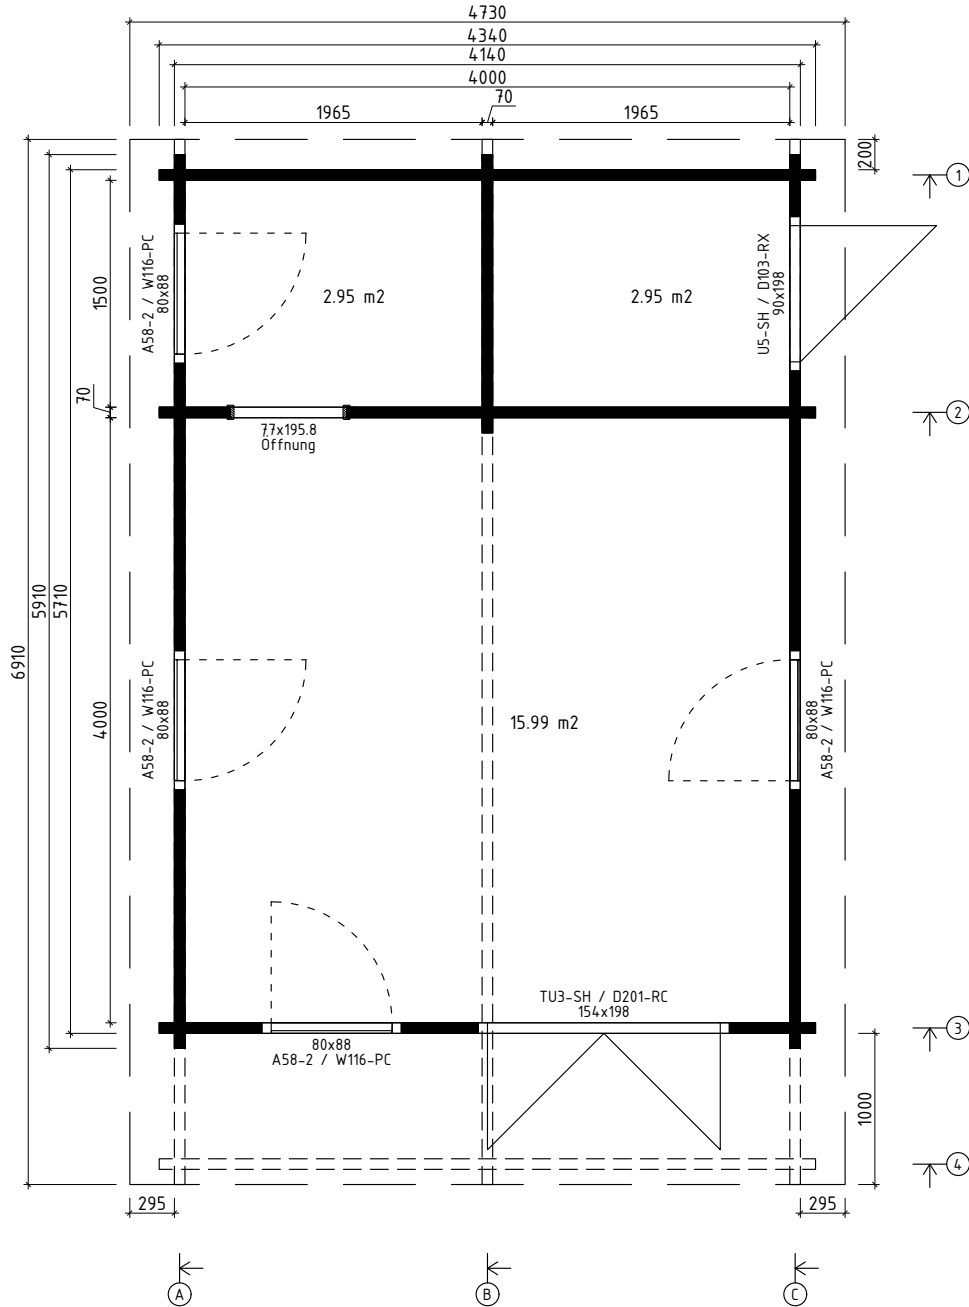 4730
4340
4140
4000
70
1965
1965
200
1
A58-2 / W116-PC
80x88
2.95 m2
2.95 m2
U5-SH / D103-RX
90x198
1500
70
2
77x195.8
Öffnung
6910
5910
5710
4000
A58-2 / W116-PC
80x88
15.99 m2
80x88
A58-2 / W116-PC
TU3-SH / D201-RC
154x198
80x88
A58-2 / W116-PC
3
1000
4
295
295
A
B
C